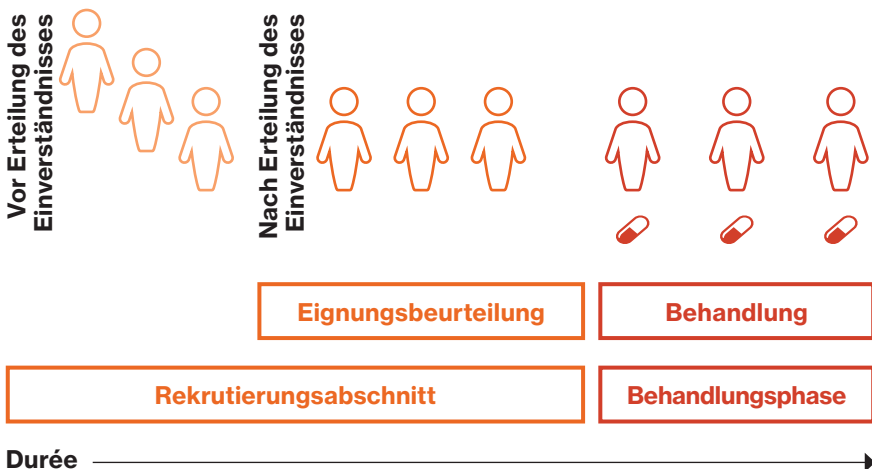 Vor Erteilung des
Einverständnisses
Nach Erteilung des
Einverständnisses
Eignungsbeurteilung
Behandlung
Rekrutierungsabschnitt
Behandlungsphase
Durée